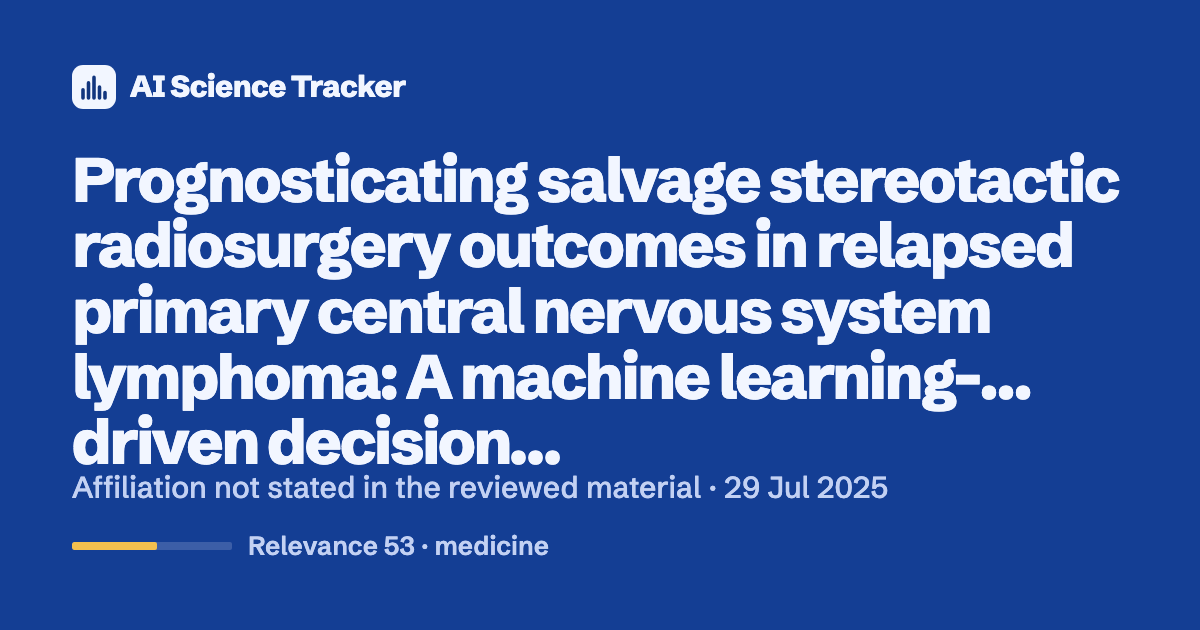 AI Science Tracker
Prognosticating salvage stereotactic
radiosurgery outcomes in relapsed
primary central nervous system
lymphoma: A machine learning-...
driven decision...
Affiliation not stated in the reviewed material · 29 Jul 2025
Relevance 53 · medicine